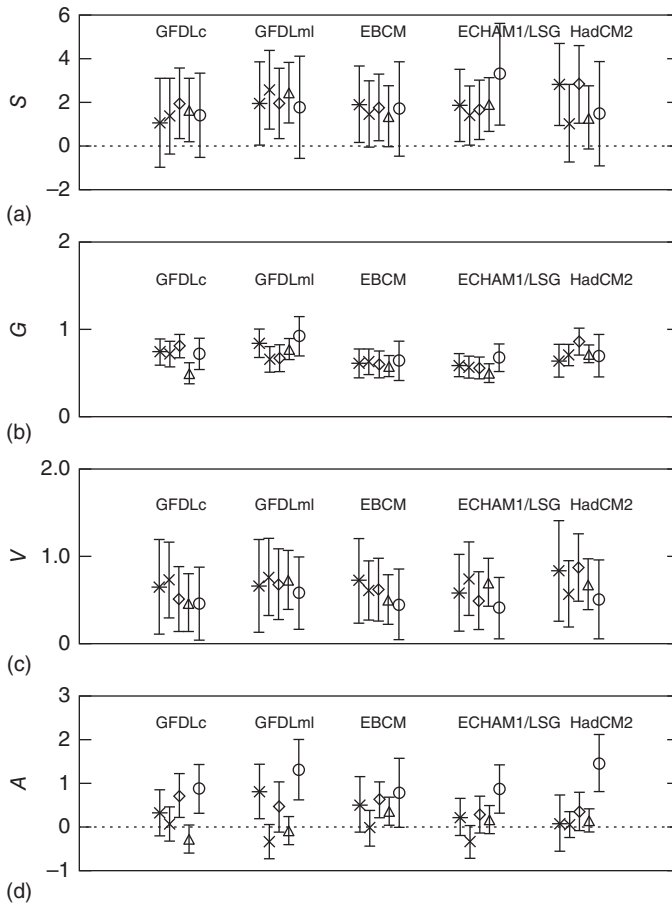 6
GFDLc GFDLml EBCM ECHAM1/LSG HadCM2
4
S
2
0
−2
(a)
2
GFDLc GFDLml EBCM ECHAM1/LSG HadCM2
G
1
0
(b)
2.0
GFDLc GFDLml EBCM ECHAM1/LSG HadCM2
V
1.0
0
(c)
3
GFDLc GFDLml EBCM ECHAM1/LSG HadCM2
2
A
1
0
−1
(d)